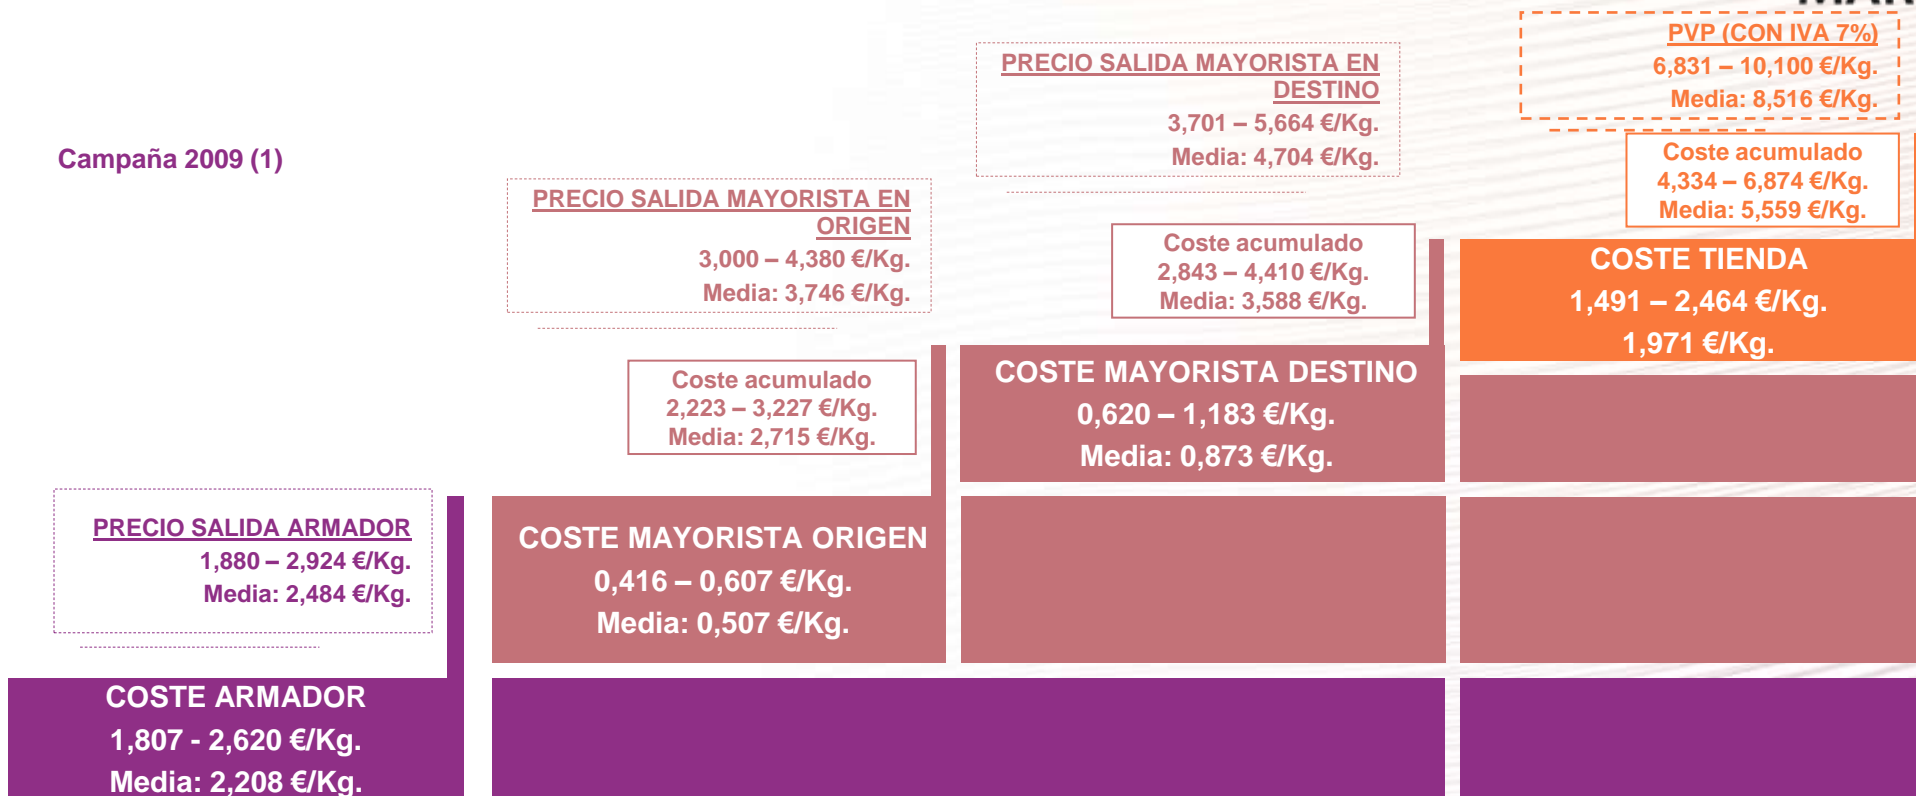 PVP (CON IVA 7%)
6,831 – 10,100 €/Kg.
Media: 8,516 €/Kg.
PRECIO SALIDA MAYORISTA EN
DESTINO
3,701 – 5,664 €/Kg.
Media: 4,704 €/Kg.
Campaña 2009 (1)
Coste acumulado
4,334 – 6,874 €/Kg.
Media: 5,559 €/Kg.
PRECIO SALIDA MAYORISTA EN
ORIGEN
3,000 – 4,380 €/Kg.
Media: 3,746 €/Kg.
Coste acumulado
2,843 – 4,410 €/Kg.
Media: 3,588 €/Kg.
COSTE TIENDA
1,491 – 2,464 €/Kg.
1,971 €/Kg.
Coste acumulado
2,223 – 3,227 €/Kg.
Media: 2,715 €/Kg.
COSTE MAYORISTA DESTINO
0,620 – 1,183 €/Kg.
Media: 0,873 €/Kg.
PRECIO SALIDA ARMADOR
1,880 – 2,924 €/Kg.
Media: 2,484 €/Kg.
COSTE MAYORISTA ORIGEN
0,416 – 0,607 €/Kg.
Media: 0,507 €/Kg.
COSTE ARMADOR
1,807 - 2,620 €/Kg.
Media: 2,208 €/Kg.